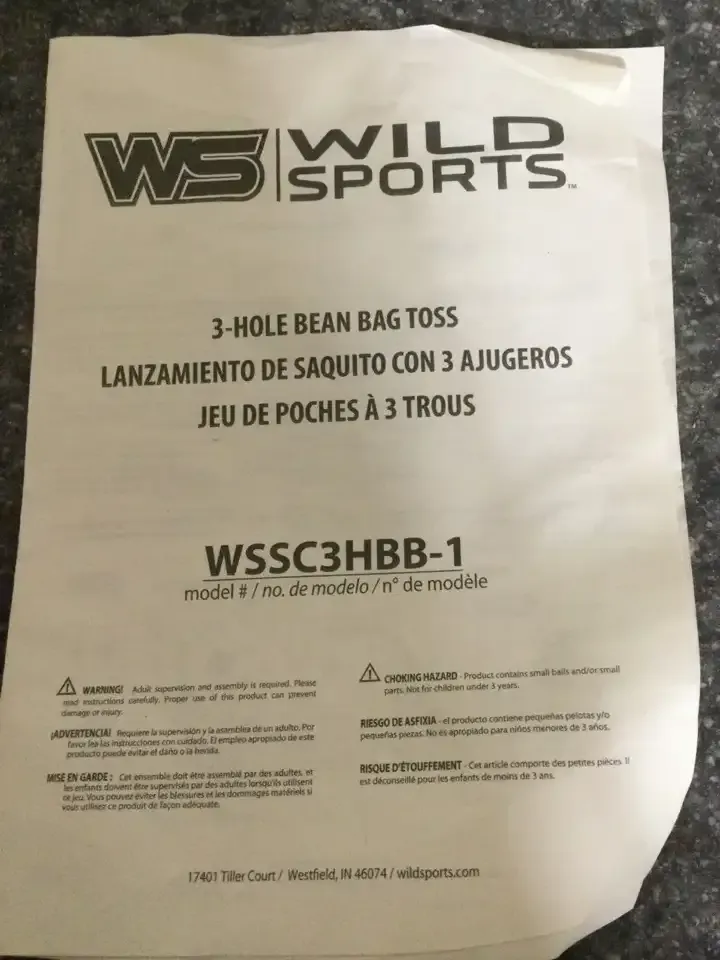 WS WILD
SPORTS™
3-HOLE BEAN BAG TOSS
LANZAMIENTO DE SAQUITO CON 3 AJUGEROS
JEU DE POCHES À 3 TROUS
WSSC3HBB-1
model # / no. de modelo / n° de modèle
WARNING! Adult supervision and assembly is required. Please
read instructions carefully. Proper use of this product can prevent
damage or injury.
¡ADVERTENCIA! Requiere la supervisión y la asamblea de un adulto. Por
favor lea las instrucciones con cuidado. El empleo apropiado de este
producto puede evitar el daño o la herida.
MISE EN GARDE : Cet ensemble doit être assemblé par des adultes, et
les enfants doivent être supervisés par des adultes lorsqu'ils utilisent
ce jeu. Vous pouvez éviter les blessures et les dommages matériels si
vous utilisez ce produit de façon adéquate.
CHOKING HAZARD - Product contains small balls and/or small
parts. Not for children under 3 years.
RIESGO DE ASFIXIA - el producto contiene pequeñas pelotas y/o
pequeñas piezas. No es apropiado para niños menores de 3 años.
RISQUE D'ÉTOUFFEMENT - Cet article comporte des petites pièces. Il
est déconseillé pour les enfants de moins de 3 ans.
17401 Tiller Court / Westfield, IN 46074 / wildsports.com